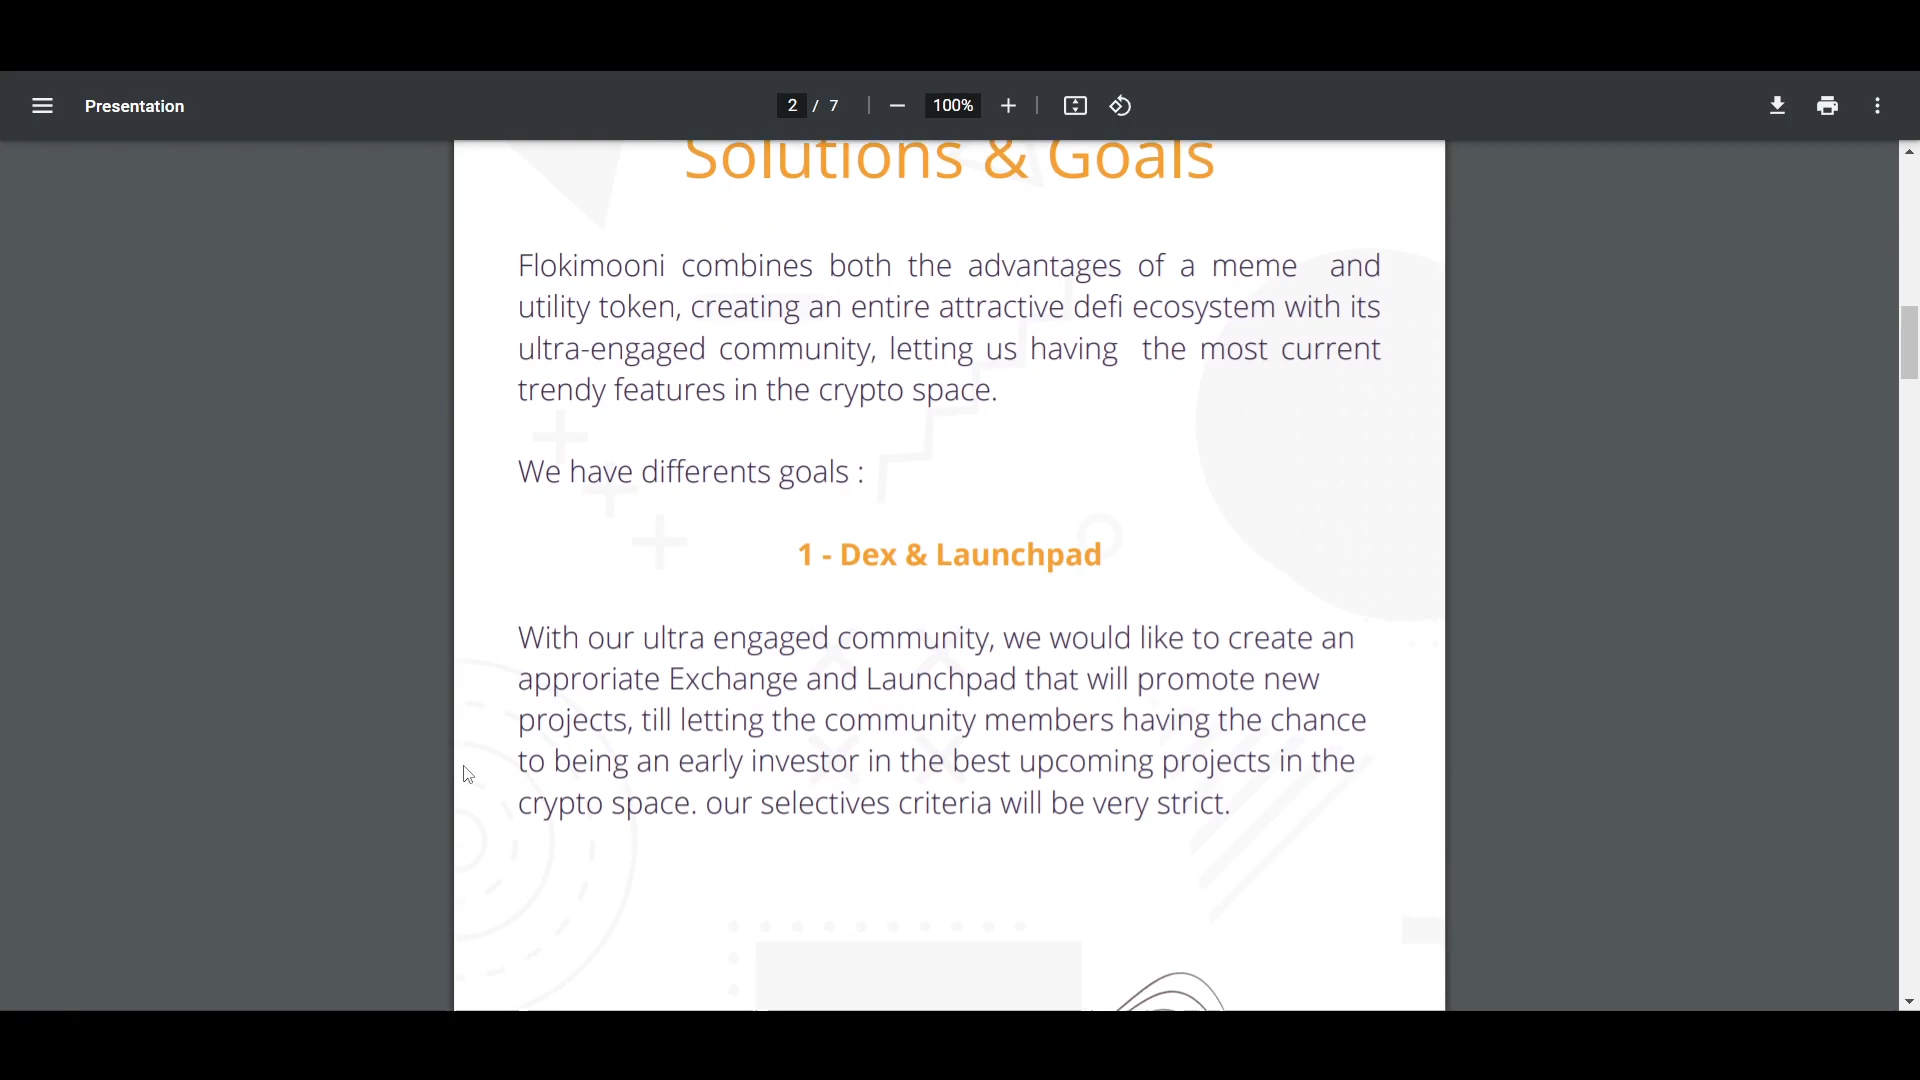 Presentation
2 / 7
100%
Solutions & Goals
Flokimooni combines both the advantages of a meme and
utility token, creating an entire attractive defi ecosystem with its
ultra-engaged community, letting us having the most current
trendy features in the crypto space.
We have differents goals :
1 - Dex & Launchpad
With our ultra engaged community, we would like to create an
approriate Exchange and Launchpad that will promote new
projects, till letting the community members having the chance
to being an early investor in the best upcoming projects in the
crypto space. our selectives criteria will be very strict.